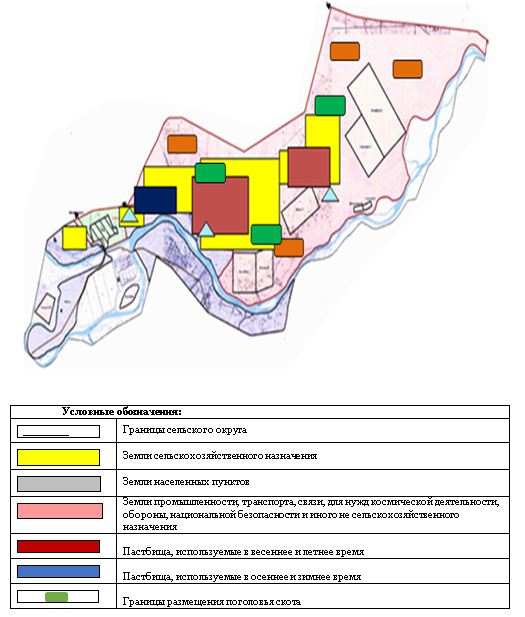 Условные обозначения:
Границы сельского округа
Земли сельскохозяйственного назначения
Земли населенных пунктов
Земли промышленности, транспорта, связи, для нужд космической деятельности,
обороны, национальной безопасности и иного не сельскохозяйственного
назначения
Пастбища, используемые в весеннее и летнее время
Пастбища, используемые в осеннее и зимнее время
Границы размещения поголовья скота